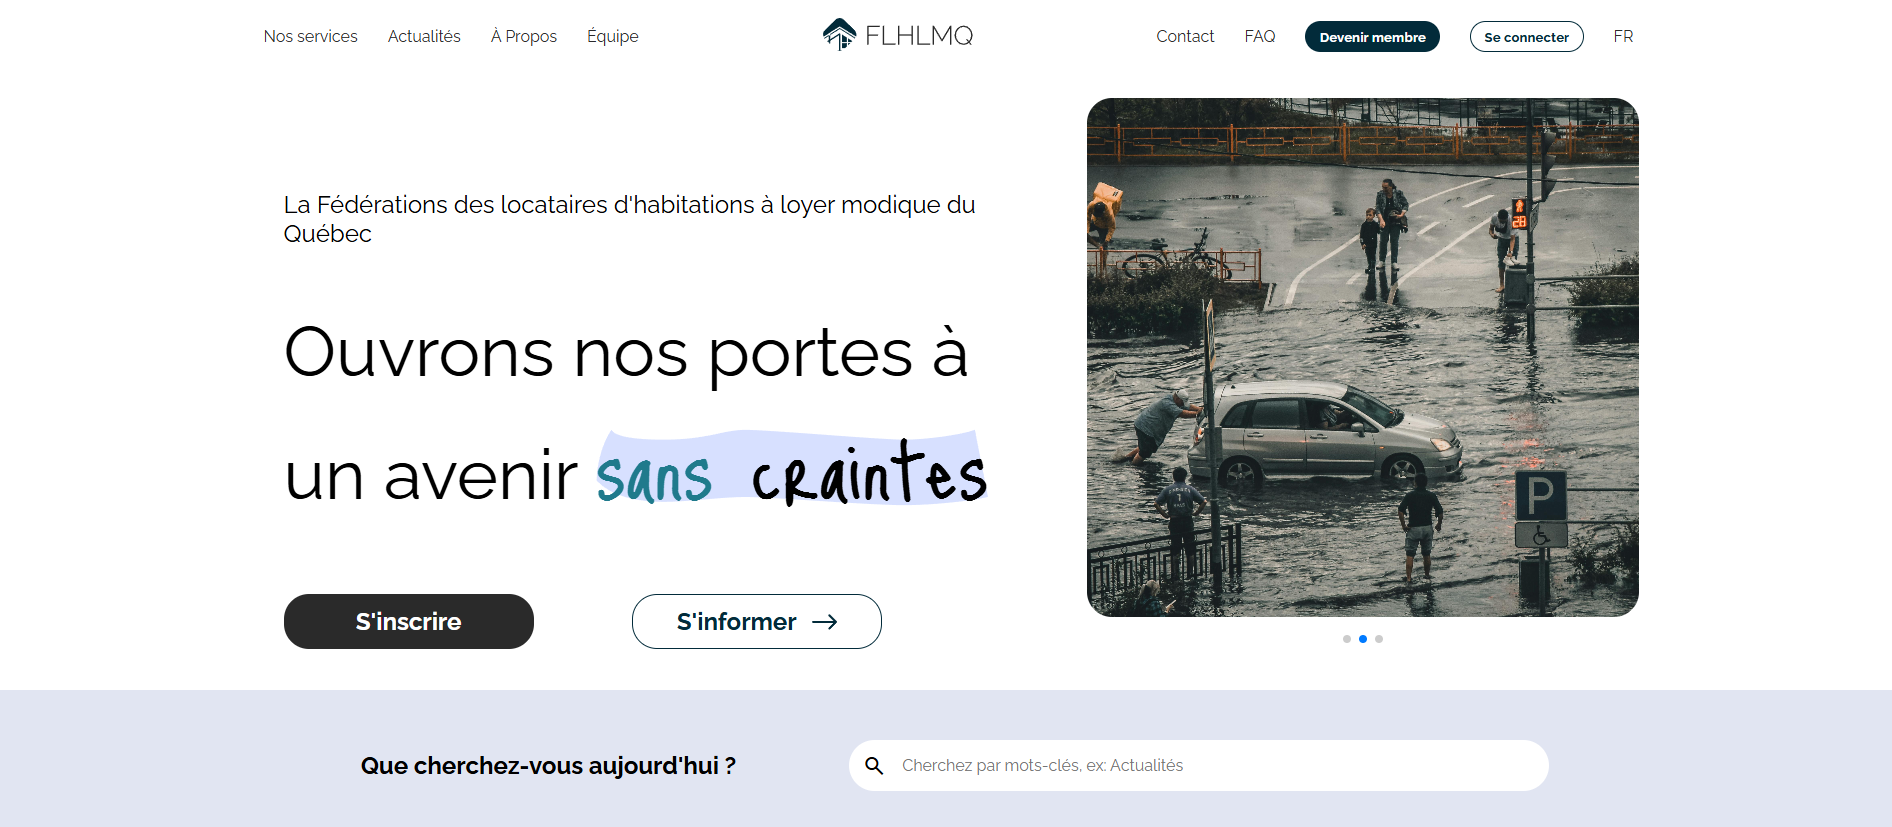 Nos services
Actualités
À Propos
Équipe
FLHLMQ
Contact
FAQ
Devenir membre
Se connecter
FR
La Fédérations des locataires d'habitations à loyer modique du
Québec
Ouvrons nos portes à
un avenir sans craintes
S'inscrire
S'informer →
28
P
Que cherchez-vous aujourd'hui ?
Cherchez par mots-clés, ex: Actualités